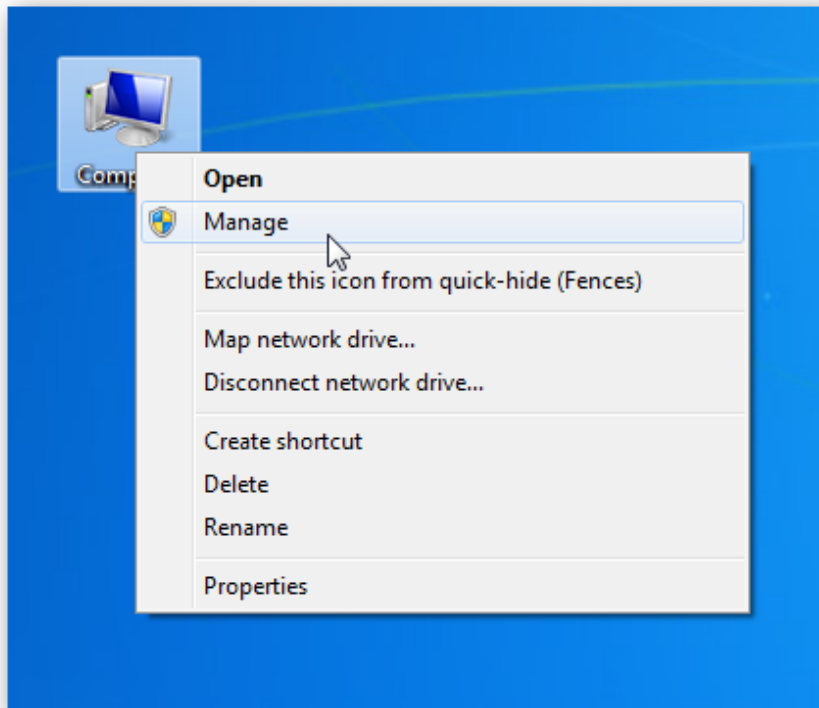 Comp
Open
Manage
Exclude this icon from quick-hide (Fences)
Map network drive...
Disconnect network drive...
Create shortcut
Delete
Rename
Properties